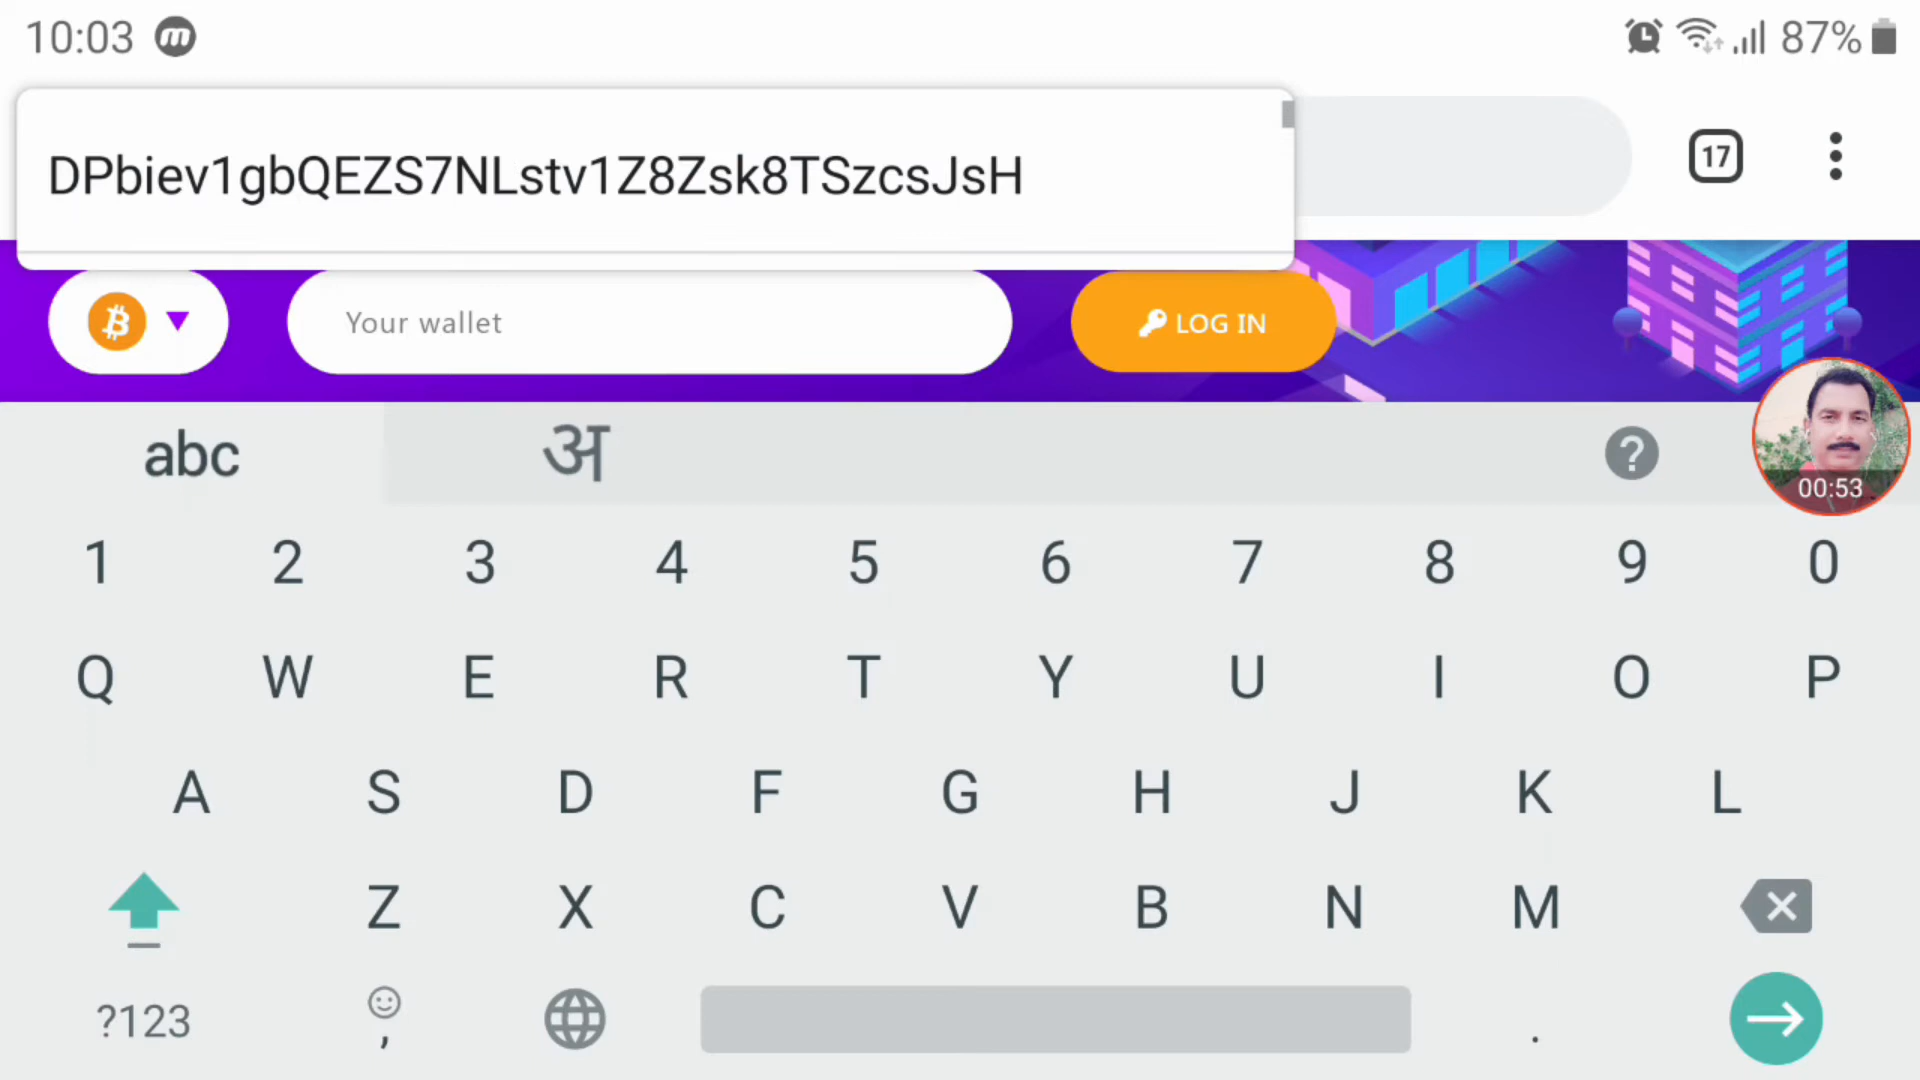 10:03 m 87%
DPbiev1gbQEZS7NLstv1Z8Zsk8TSzcsJsH
17
Your wallet
LOG IN
abc अ ?
00:53
1 2 3 4 5 6 7 8 9 0
Q W E R T Y U I O P
A S D F G H J K L
Z X C V B N M
?123 , .